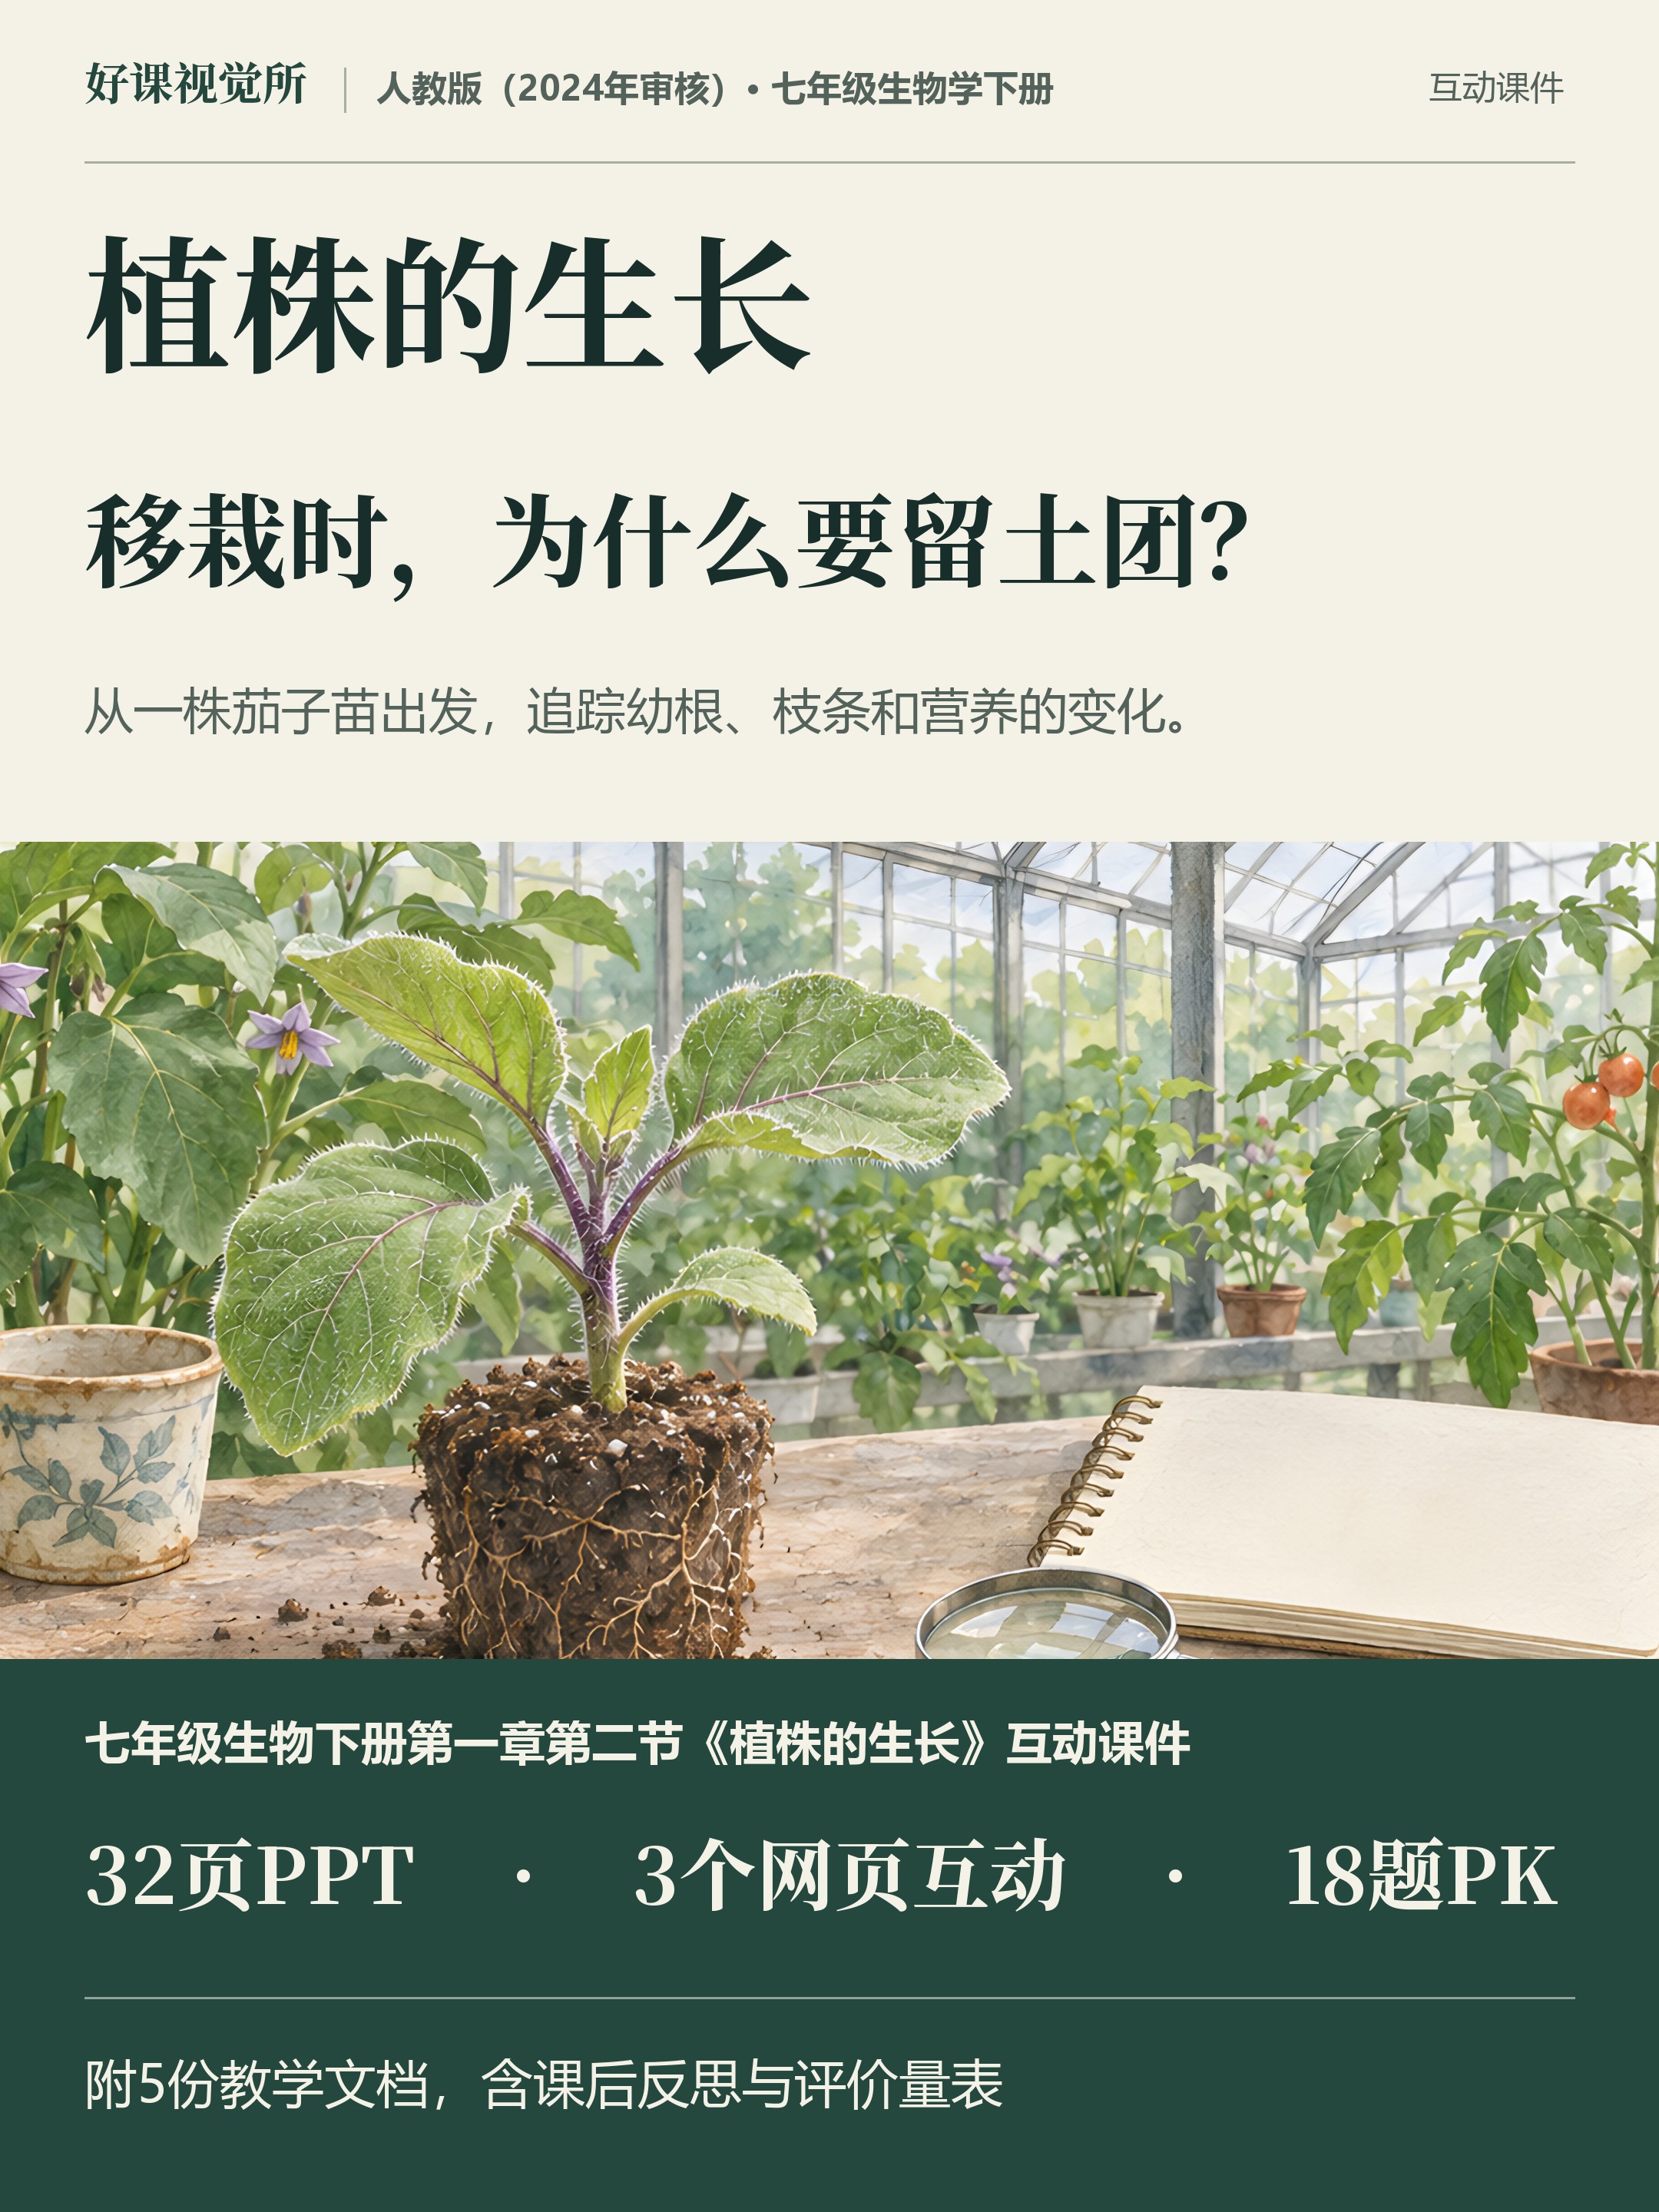 好课视觉所
人教版（2024年审核）·七年级生物学下册
互动课件
植株的生长
移栽时，为什么要留土团？
从一株茄子苗出发，追踪幼根、枝条和营养的变化。
七年级生物下册第一章第二节《植株的生长》互动课件
32页PPT · 3个网页互动 · 18题PK
附5份教学文档，含课后反思与评价量表